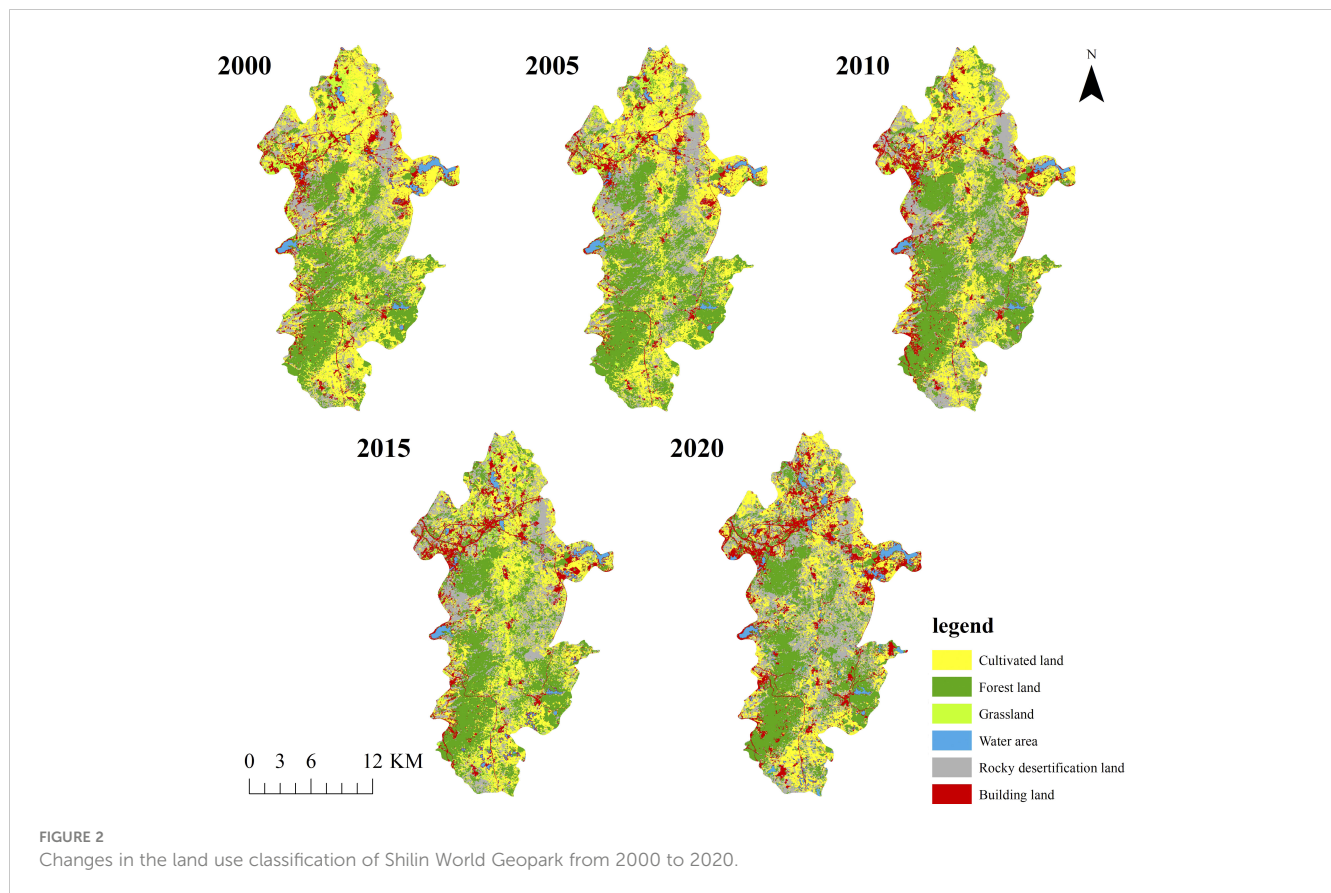 2000
2005
2010
N
2015
2020
legend
Cultivated land
Forest land
Grassland
Water area
Rocky desertification land
Building land
0 3 6 12 KM
FIGURE 2
Changes in the land use classification of Shilin World Geopark from 2000 to 2020.